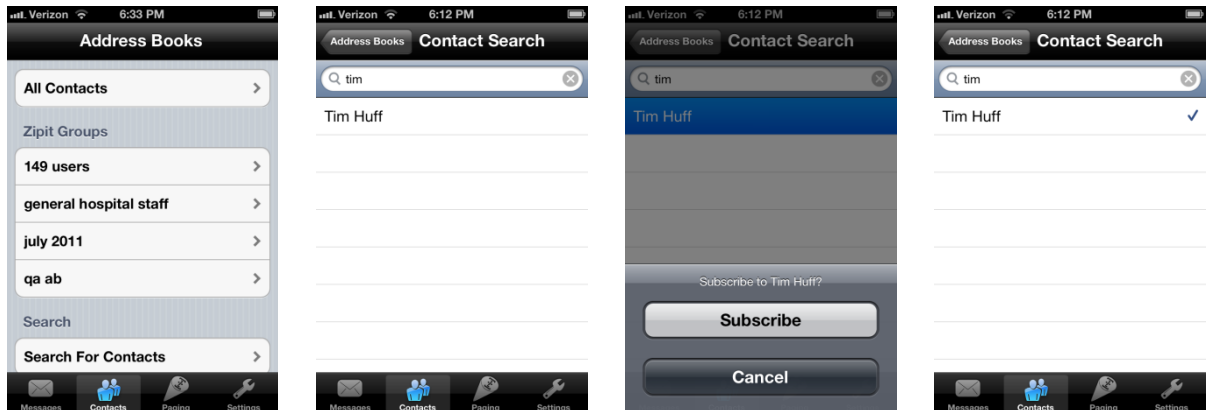 Verizon 6:33 PM
Address Books
All Contacts
Zipit Groups
149 users
general hospital staff
july 2011
qa ab
Search
Search For Contacts
Messages Contacts Paging Settings
Verizon 6:12 PM
Address Books Contact Search
tim
Tim Huff
Messages Contacts Paging Settings
Verizon 6:12 PM
Address Books Contact Search
tim
Tim Huff
Subscribe to Tim Huff?
Subscribe
Cancel
Verizon 6:12 PM
Address Books Contact Search
tim
Tim Huff
Messages Contacts Paging Settings